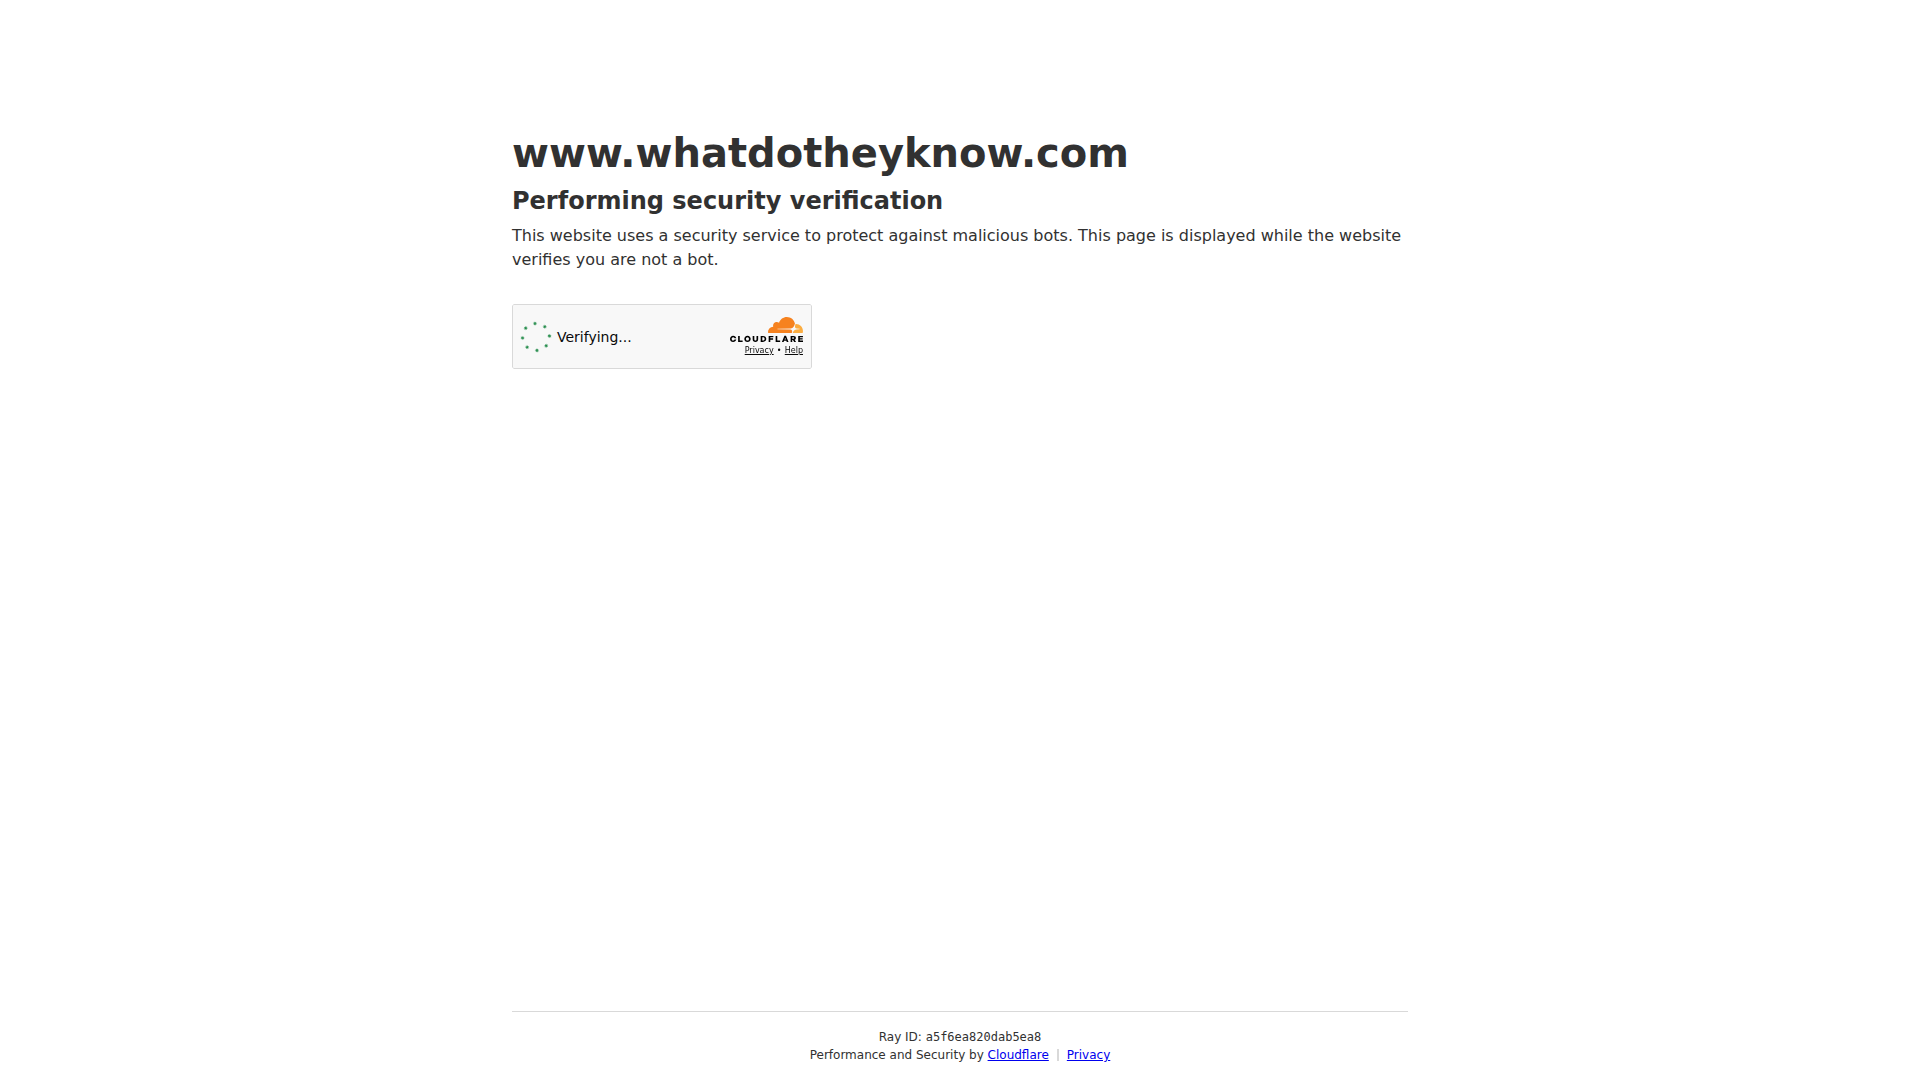 www.whatdotheyknow.com
Performing security verification
This website uses a security service to protect against malicious bots. This page is displayed while the website
verifies you are not a bot.
Verifying...
CLOUDFLARE
Privacy • Help
Ray ID: a5f6ea820dab5ea8
Performance and Security by Cloudflare | Privacy